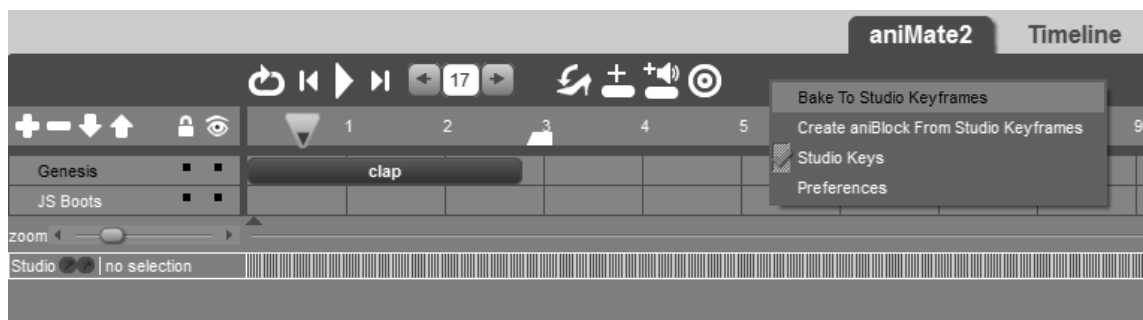 aniMate2 Timeline
17
Bake To Studio Keyframes
1 2 3 4 5 9
Create aniBlock From Studio Keyframes
Studio Keys
Genesis clap
Preferences
JS Boots
zoom
Studio no selection